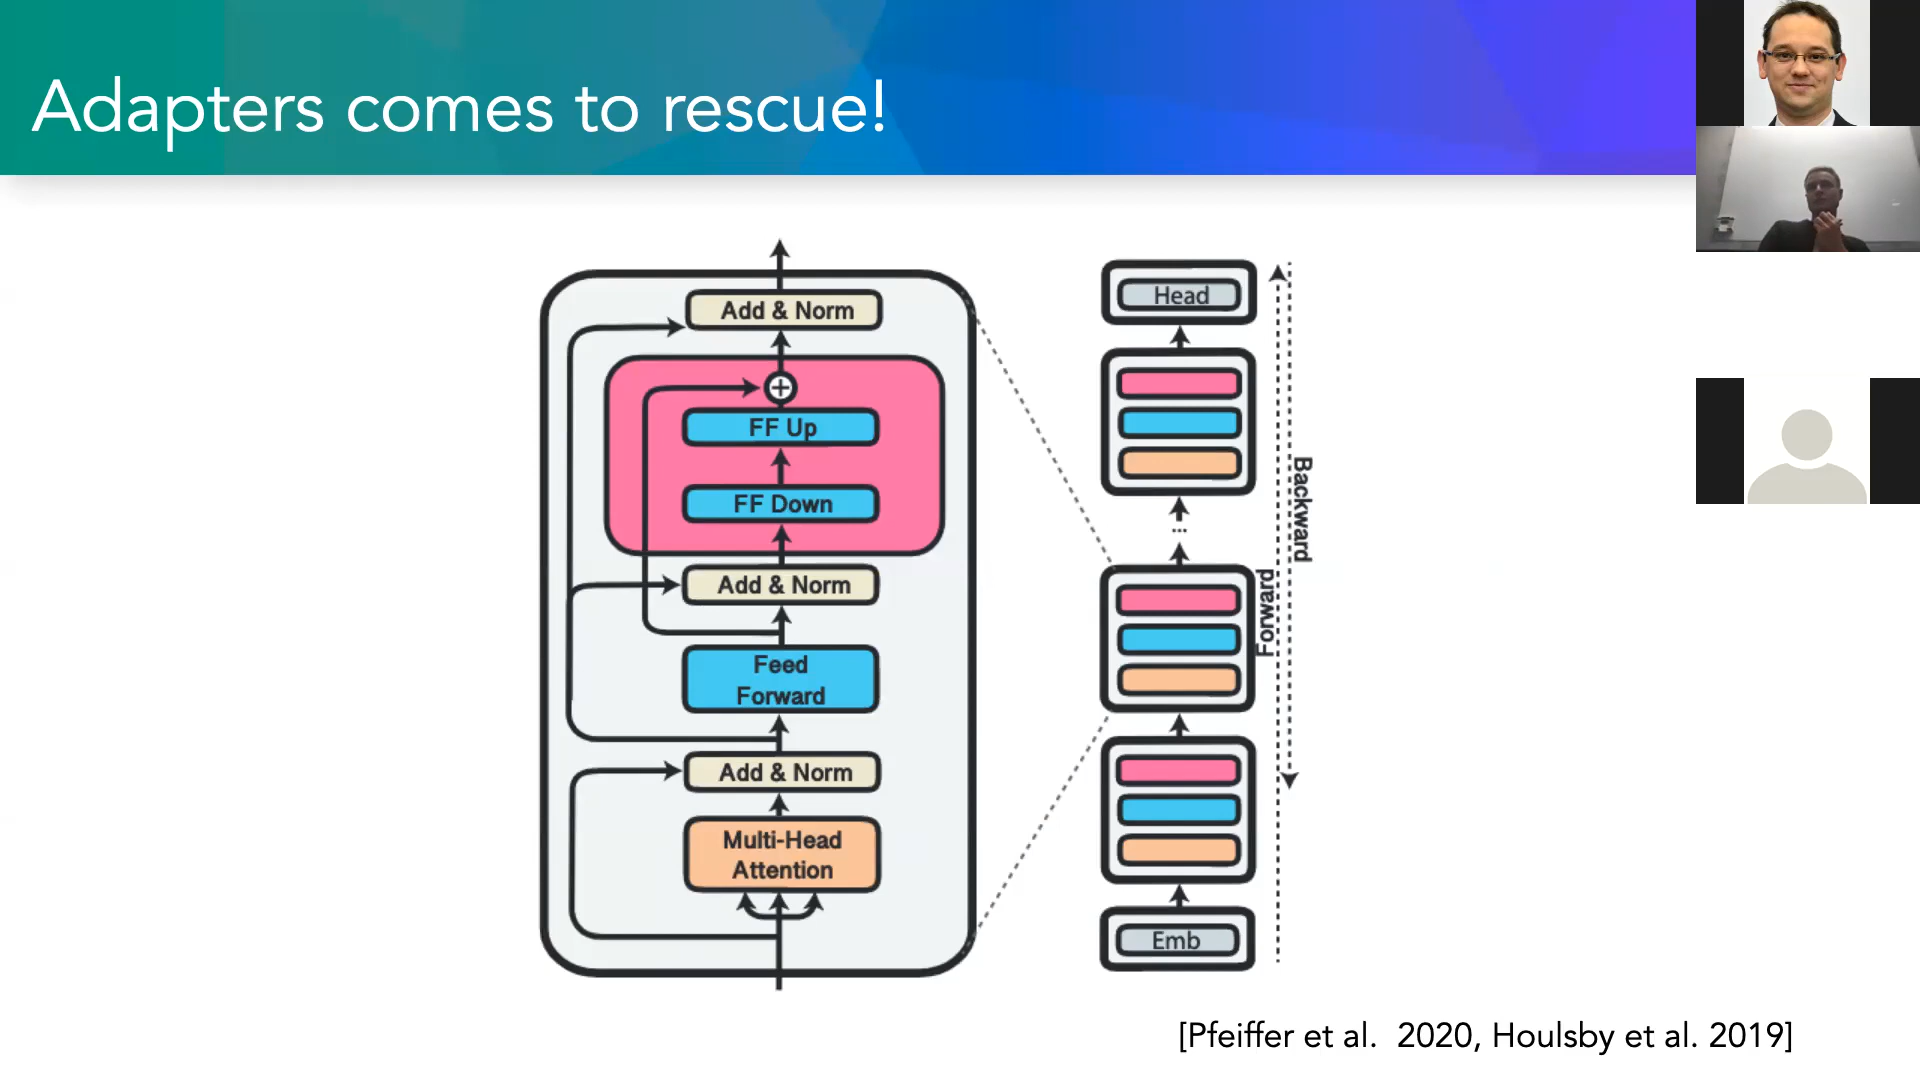 Adapters comes to rescue!
Add & Norm
FF Up
FF Down
Add & Norm
Feed
Forward
Add & Norm
Multi-Head
Attention
Head
...
Backward
Forward
Emb
[Pfeiffer et al. 2020, Houlsby et al. 2019]